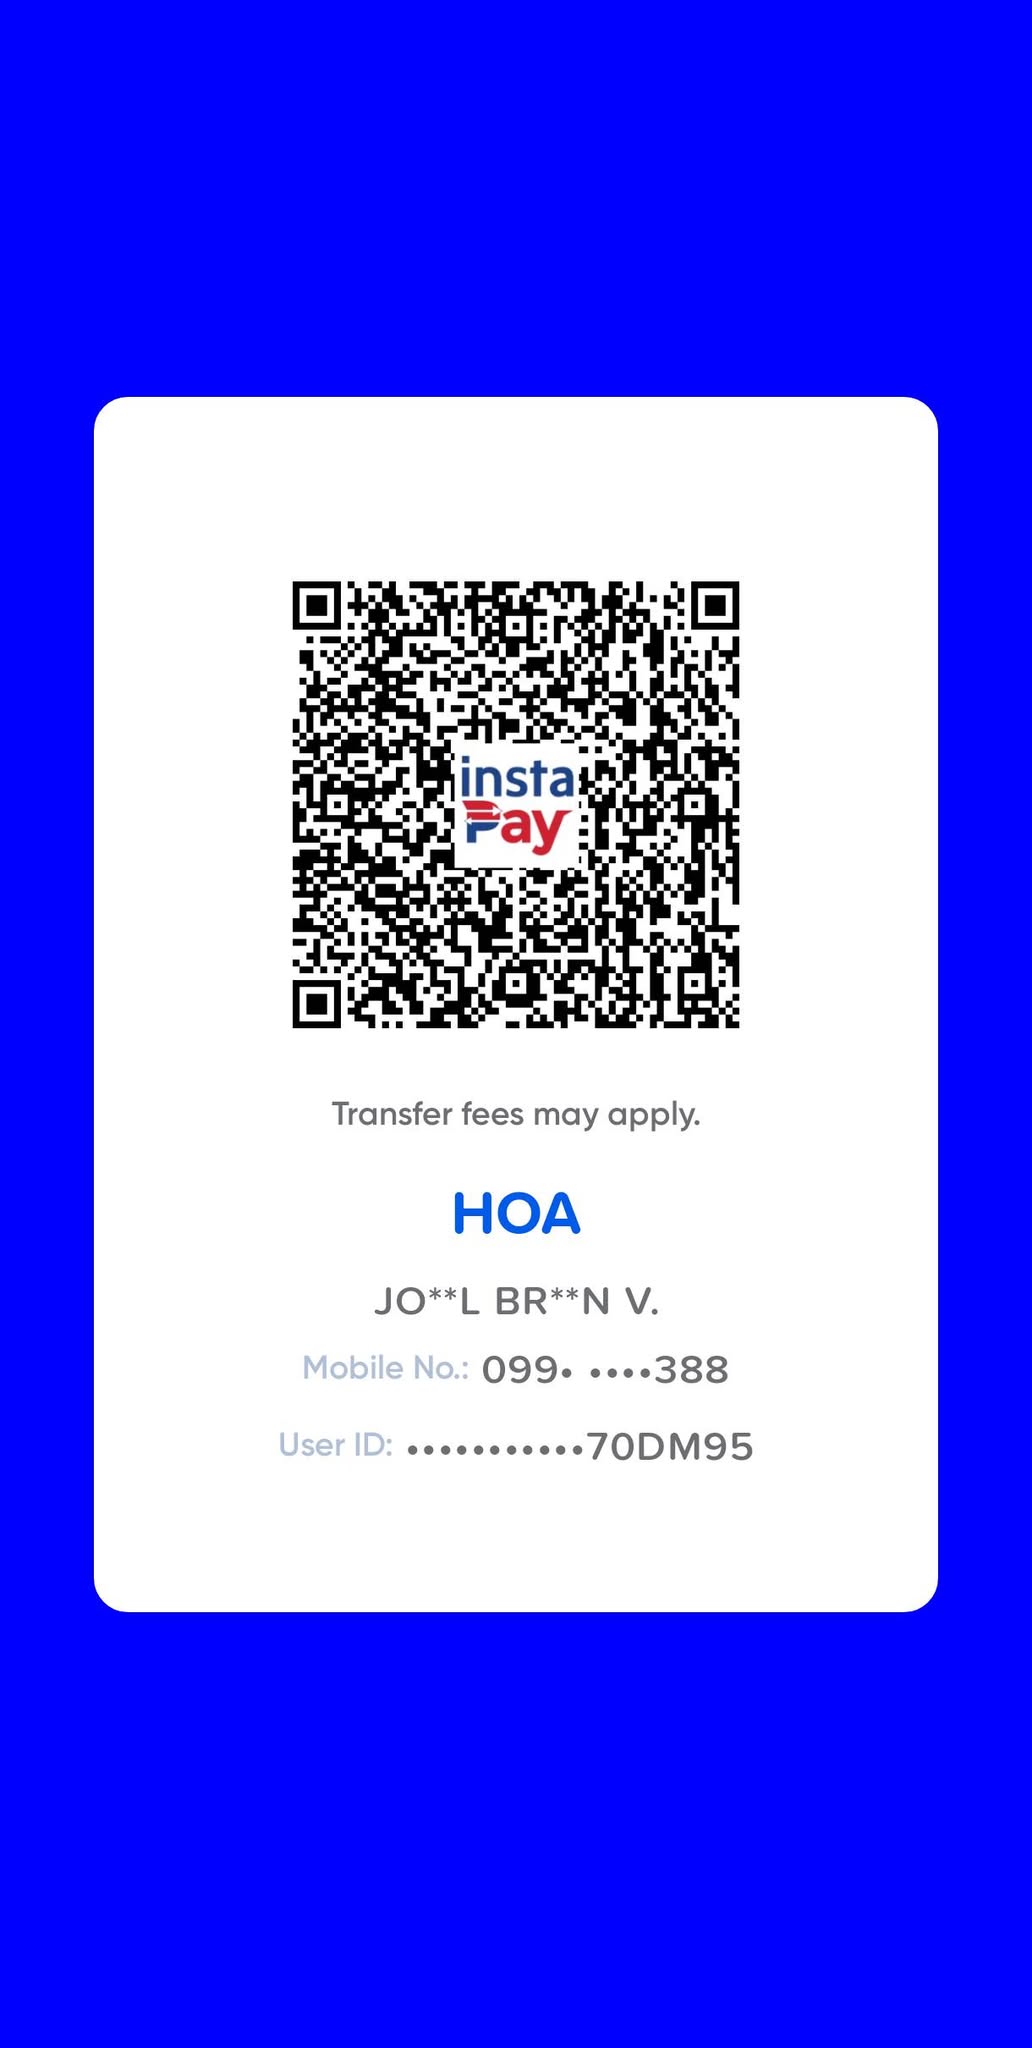 insta
Pay
Transfer fees may apply.
HOA
JO**L BR**N V.
Mobile No.: 099• ••••388
User ID: •••••••••••70DM95